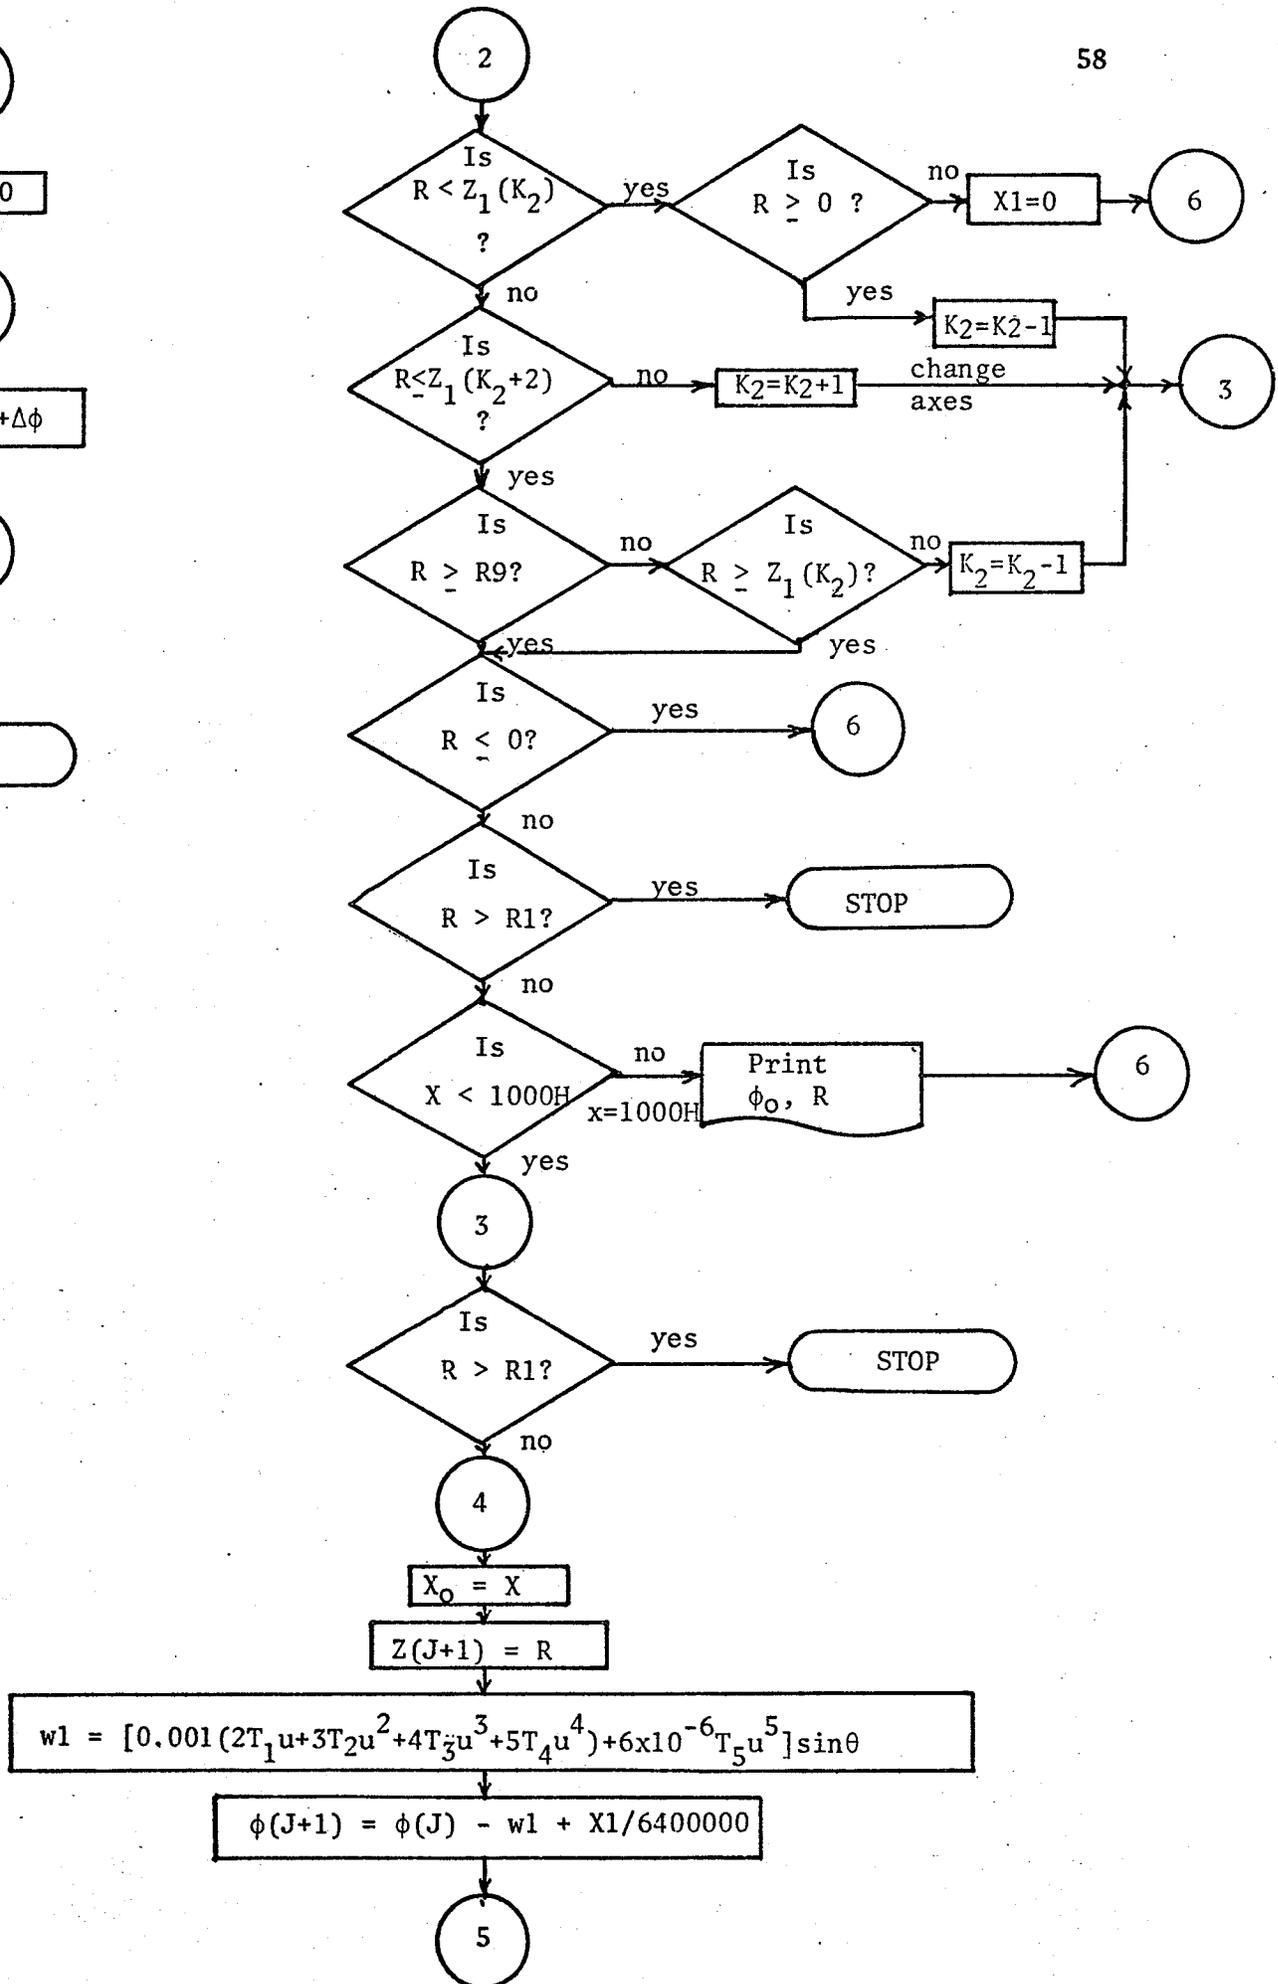 58
2
Is
R < Z₁(K₂)
?
yes
Is
R ≥ 0 ?
no
X1=0
6
0
no
yes
K₂=K2-1
Is
R≤Z₁(K₂+2)
?
no
K₂=K₂+1
change
axes
3
+Δϕ
yes
Is
R ≥ R9?
no
Is
R ≥ Z₁(K₂)?
no
K₂=K₂-1
yes
yes
Is
R ≤ 0?
yes
6
no
Is
R > R1?
yes
STOP
no
Is
X < 1000H
no
x=1000H
Print
ϕ₀, R
6
yes
3
Is
R > R1?
yes
STOP
no
4
X₀ = X
Z(J+1) = R
w1 = [0.001(2T₁u+3T₂u²+4T₃u³+5T₄u⁴)+6x10⁻⁶T₅u⁵]sinθ
ϕ(J+1) = ϕ(J) - w1 + X1/6400000
5